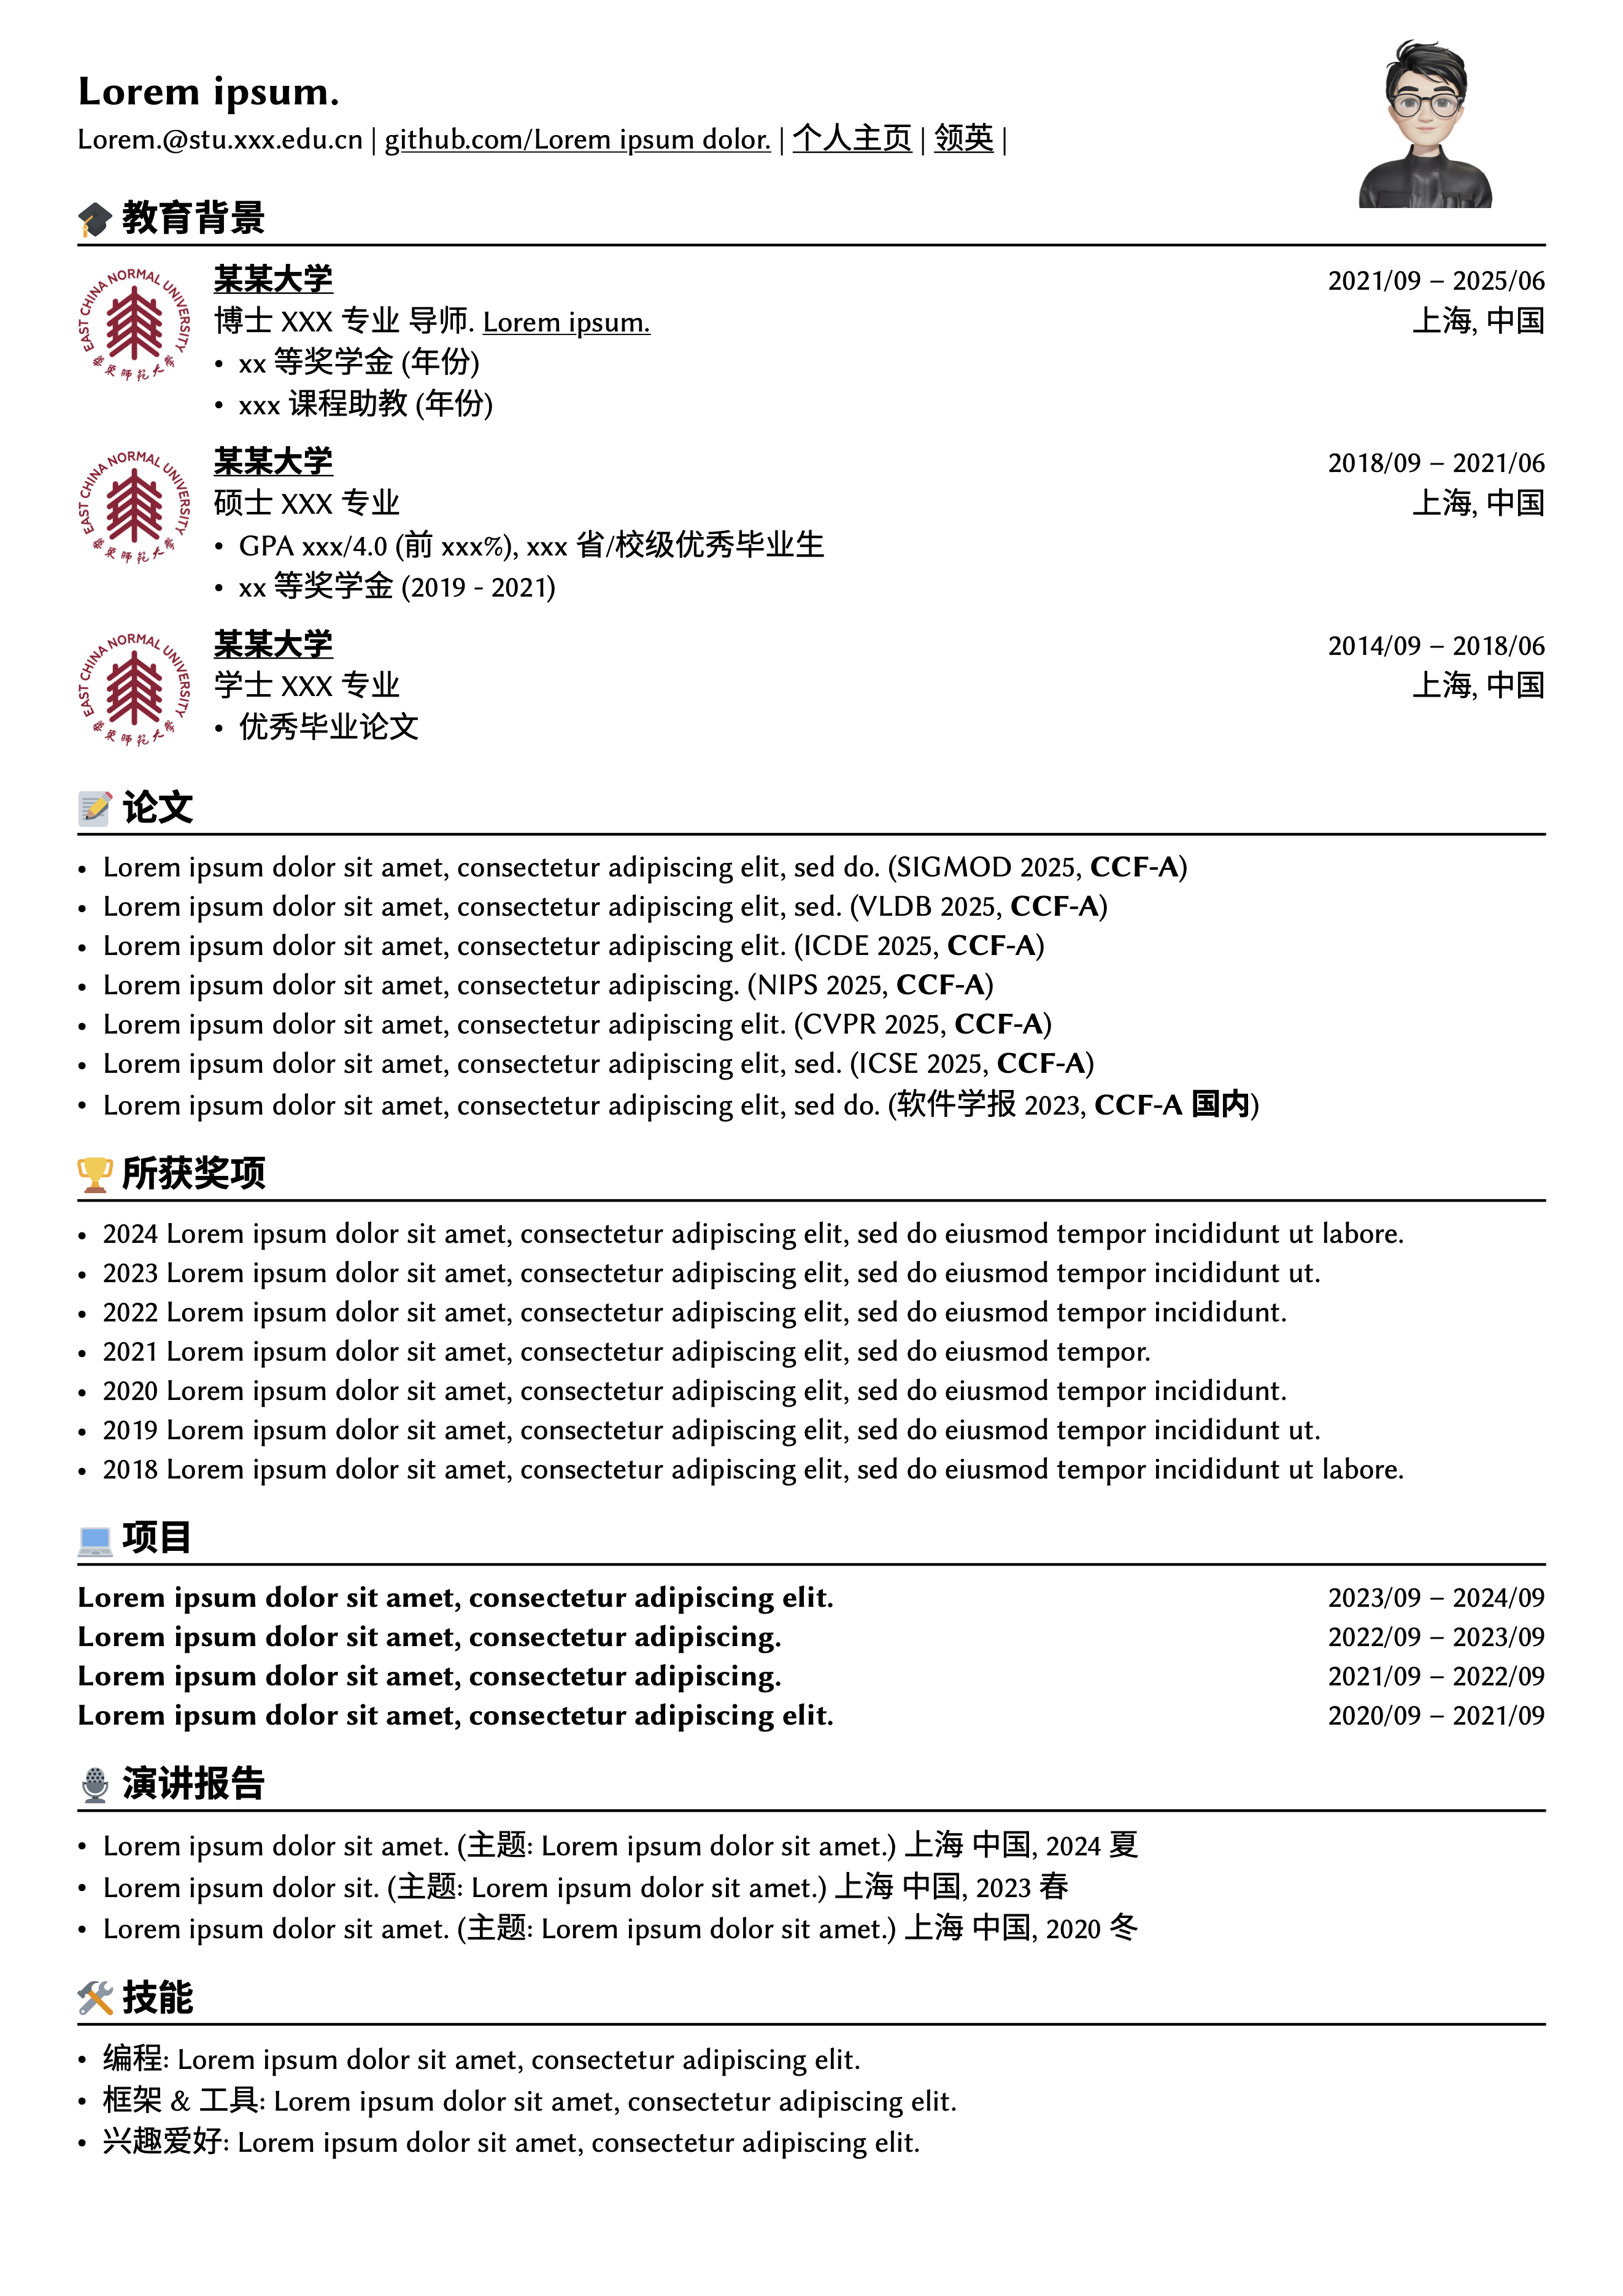 Lorem ipsum.
Lorem.@stu.xxx.edu.cn | github.com/Lorem ipsum dolor. | 个人主页 | 领英 |
教育背景
EAST CHINA NORMAL UNIVERSITY
华东师范大学
某某大学 2021/09 – 2025/06
博士 XXX 专业 导师. Lorem ipsum. 上海, 中国
• xx 等奖学金 (年份)
• xxx 课程助教 (年份)
EAST CHINA NORMAL UNIVERSITY
华东师范大学
某某大学 2018/09 – 2021/06
硕士 XXX 专业 上海, 中国
• GPA xxx/4.0 (前 xxx%), xxx 省/校级优秀毕业生
• xx 等奖学金 (2019 - 2021)
EAST CHINA NORMAL UNIVERSITY
华东师范大学
某某大学 2014/09 – 2018/06
学士 XXX 专业 上海, 中国
• 优秀毕业论文
论文
• Lorem ipsum dolor sit amet, consectetur adipiscing elit, sed do. (SIGMOD 2025, CCF-A)
• Lorem ipsum dolor sit amet, consectetur adipiscing elit, sed. (VLDB 2025, CCF-A)
• Lorem ipsum dolor sit amet, consectetur adipiscing elit. (ICDE 2025, CCF-A)
• Lorem ipsum dolor sit amet, consectetur adipiscing. (NIPS 2025, CCF-A)
• Lorem ipsum dolor sit amet, consectetur adipiscing elit. (CVPR 2025, CCF-A)
• Lorem ipsum dolor sit amet, consectetur adipiscing elit, sed. (ICSE 2025, CCF-A)
• Lorem ipsum dolor sit amet, consectetur adipiscing elit, sed do. (软件学报 2023, CCF-A 国内)
所获奖项
• 2024 Lorem ipsum dolor sit amet, consectetur adipiscing elit, sed do eiusmod tempor incididunt ut labore.
• 2023 Lorem ipsum dolor sit amet, consectetur adipiscing elit, sed do eiusmod tempor incididunt ut.
• 2022 Lorem ipsum dolor sit amet, consectetur adipiscing elit, sed do eiusmod tempor incididunt.
• 2021 Lorem ipsum dolor sit amet, consectetur adipiscing elit, sed do eiusmod tempor.
• 2020 Lorem ipsum dolor sit amet, consectetur adipiscing elit, sed do eiusmod tempor incididunt.
• 2019 Lorem ipsum dolor sit amet, consectetur adipiscing elit, sed do eiusmod tempor incididunt ut.
• 2018 Lorem ipsum dolor sit amet, consectetur adipiscing elit, sed do eiusmod tempor incididunt ut labore.
项目
Lorem ipsum dolor sit amet, consectetur adipiscing elit. 2023/09 – 2024/09
Lorem ipsum dolor sit amet, consectetur adipiscing. 2022/09 – 2023/09
Lorem ipsum dolor sit amet, consectetur adipiscing. 2021/09 – 2022/09
Lorem ipsum dolor sit amet, consectetur adipiscing elit. 2020/09 – 2021/09
演讲报告
• Lorem ipsum dolor sit amet. (主题: Lorem ipsum dolor sit amet.) 上海 中国, 2024 夏
• Lorem ipsum dolor sit. (主题: Lorem ipsum dolor sit amet.) 上海 中国, 2023 春
• Lorem ipsum dolor sit amet. (主题: Lorem ipsum dolor sit amet.) 上海 中国, 2020 冬
技能
• 编程: Lorem ipsum dolor sit amet, consectetur adipiscing elit.
• 框架 & 工具: Lorem ipsum dolor sit amet, consectetur adipiscing elit.
• 兴趣爱好: Lorem ipsum dolor sit amet, consectetur adipiscing elit.